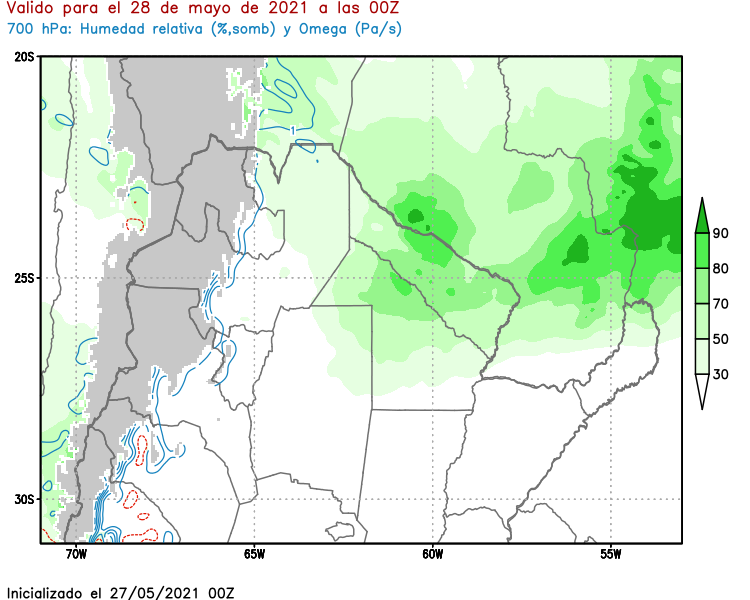 Valido para el 28 de mayo de 2021 a las 00Z
700 hPa: Humedad relativa (%,somb) y Omega (Pa/s)
20S
25S
30S
70W
65W
60W
55W
1
90
80
70
50
30
Inicializado el 27/05/2021 00Z